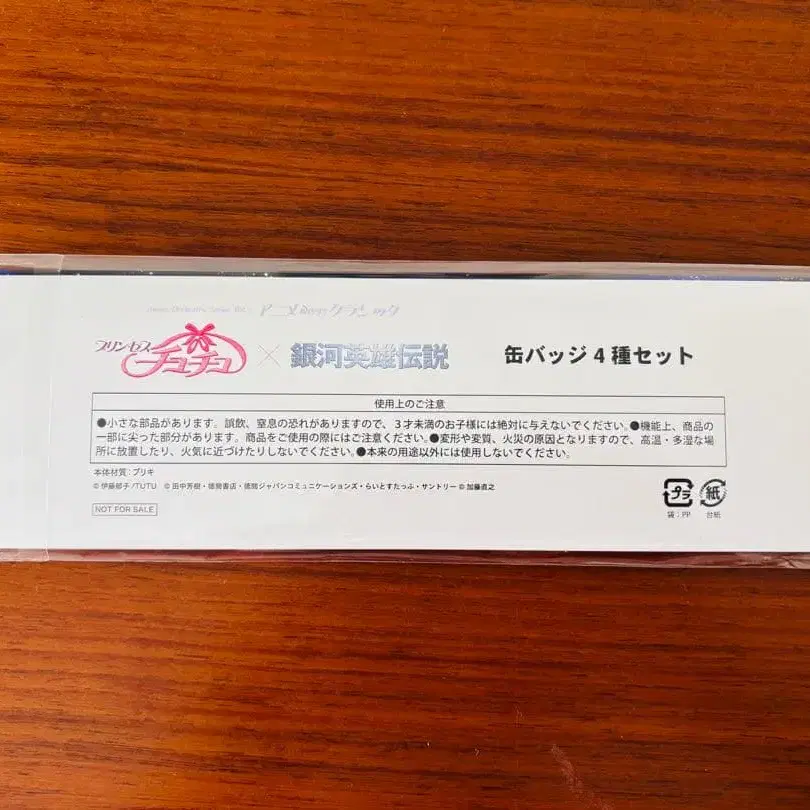 アニメ de クラシック
プリンセスチュチュ × 銀河英雄伝説 缶バッジ4種セット
使用上のご注意
●小さな部品があります。誤飲、窒息の恐れがありますので、3才未満のお子様には絶対に与えないでください。●機能上、商品の
一部に尖った部分があります。商品をご使用の際にはご注意ください。●変形や変質、火災の原因となりますので、高温・多湿な場
所に放置したり、火気に近づけたりしないでください。●本来の用途以外には使用しないでください。
本体材質：ブリキ
© 伊藤郁子/TUTU © 田中芳樹・徳間書店・徳間ジャパンコミュニケーションズ・らいとすたっふ・サントリー © 加藤直之
NOT FOR SALE
プラ 紙
袋：PP 台紙